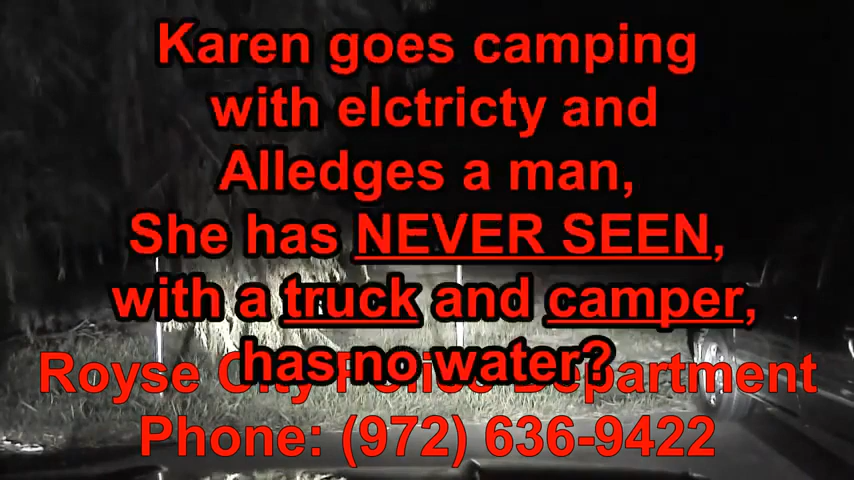 Karen goes camping
with elctricty and
Alledges a man,
She has NEVER SEEN,
with a truck and camper,
has no water?
Royse City Police Department
Phone: (972) 636-9422